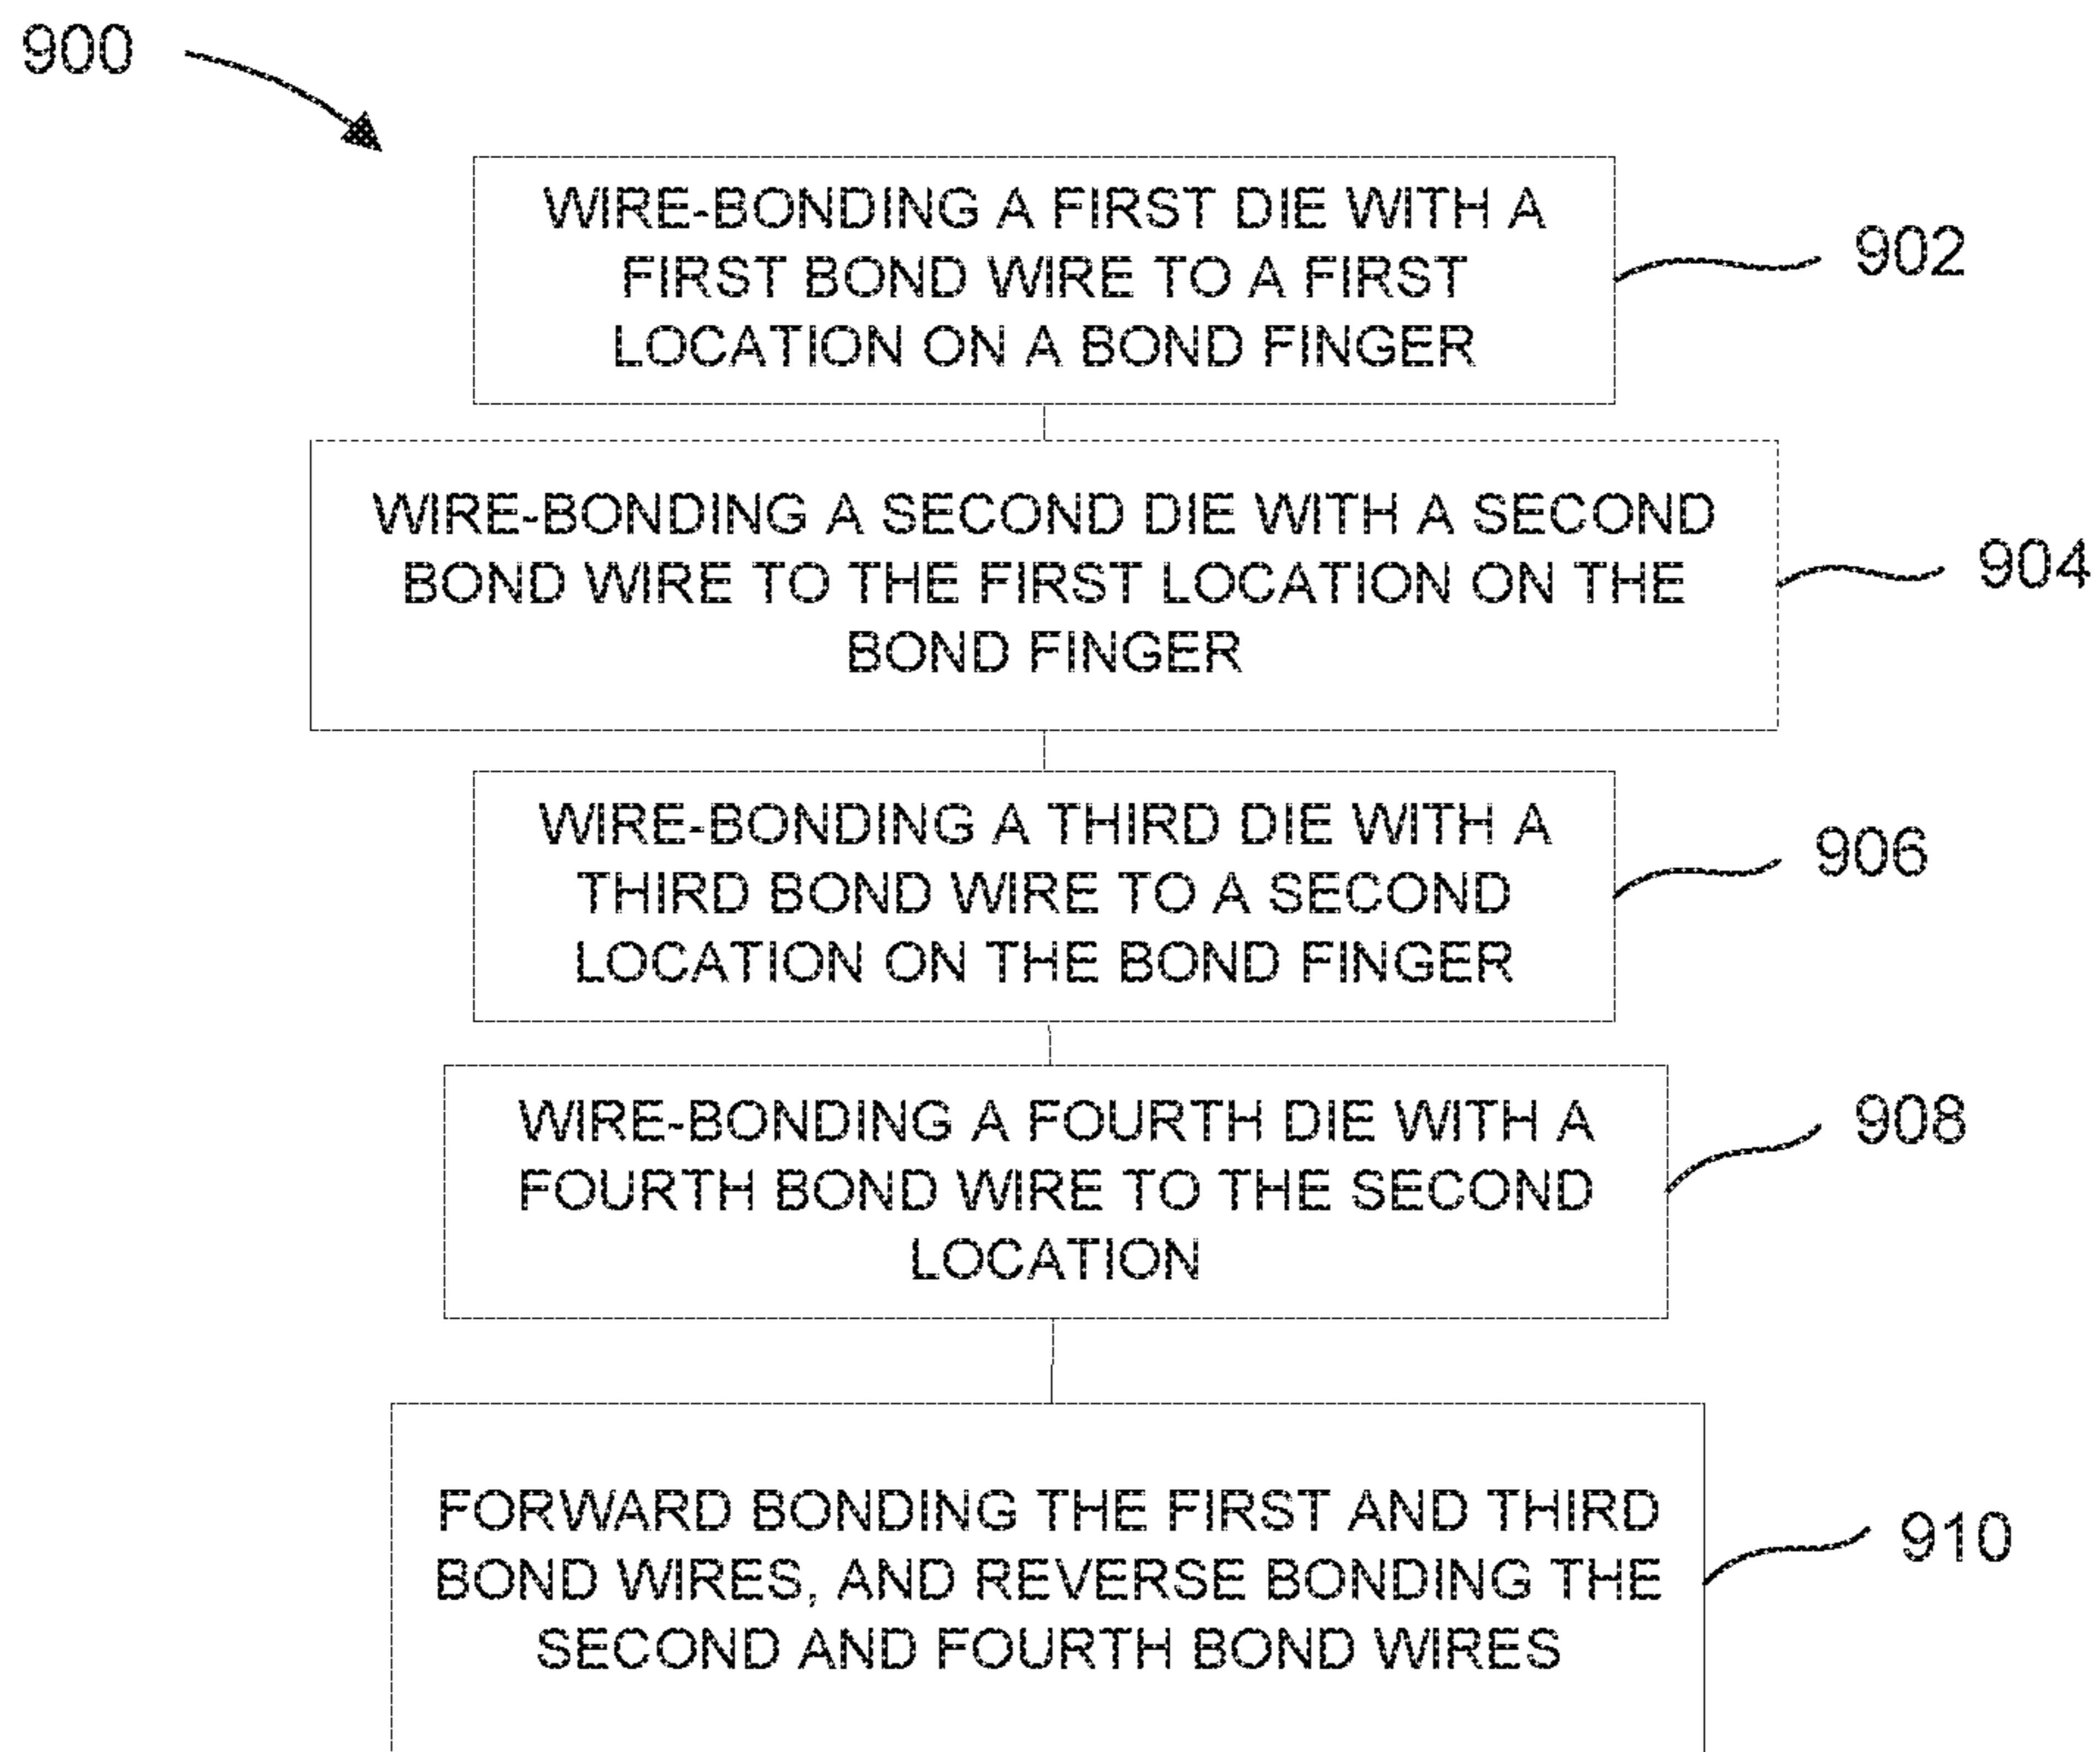 900
WIRE-BONDING A FIRST DIE WITH A
FIRST BOND WIRE TO A FIRST
LOCATION ON A BOND FINGER
902
WIRE-BONDING A SECOND DIE WITH A SECOND
BOND WIRE TO THE FIRST LOCATION ON THE
BOND FINGER
904
WIRE-BONDING A THIRD DIE WITH A
THIRD BOND WIRE TO A SECOND
LOCATION ON THE BOND FINGER
906
WIRE-BONDING A FOURTH DIE WITH A
FOURTH BOND WIRE TO THE SECOND
LOCATION
908
FORWARD BONDING THE FIRST AND THIRD
BOND WIRES, AND REVERSE BONDING THE
SECOND AND FOURTH BOND WIRES
910